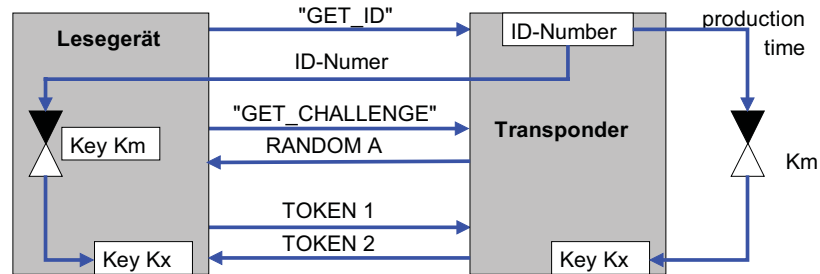 "GET_ID"
Lesegerät
ID-Number
production
time
ID-Numer
"GET_CHALLENGE"
Key Km
Transponder
RANDOM A
Km
TOKEN 1
TOKEN 2
Key Kx
Key Kx